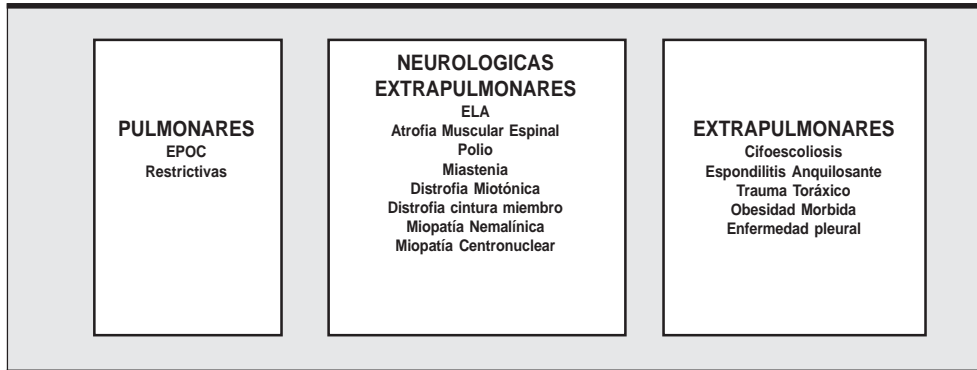 PULMONARES
EPOC
Restrictivas
NEUROLOGICAS
EXTRAPULMONARES
ELA
Atrofia Muscular Espinal
Polio
Miastenia
Distrofia Miotónica
Distrofia cintura miembro
Miopatía Nemalínica
Miopatía Centronuclear
EXTRAPULMONARES
Cifoescoliosis
Espondilitis Anquilosante
Trauma Toráxico
Obesidad Morbida
Enfermedad pleural